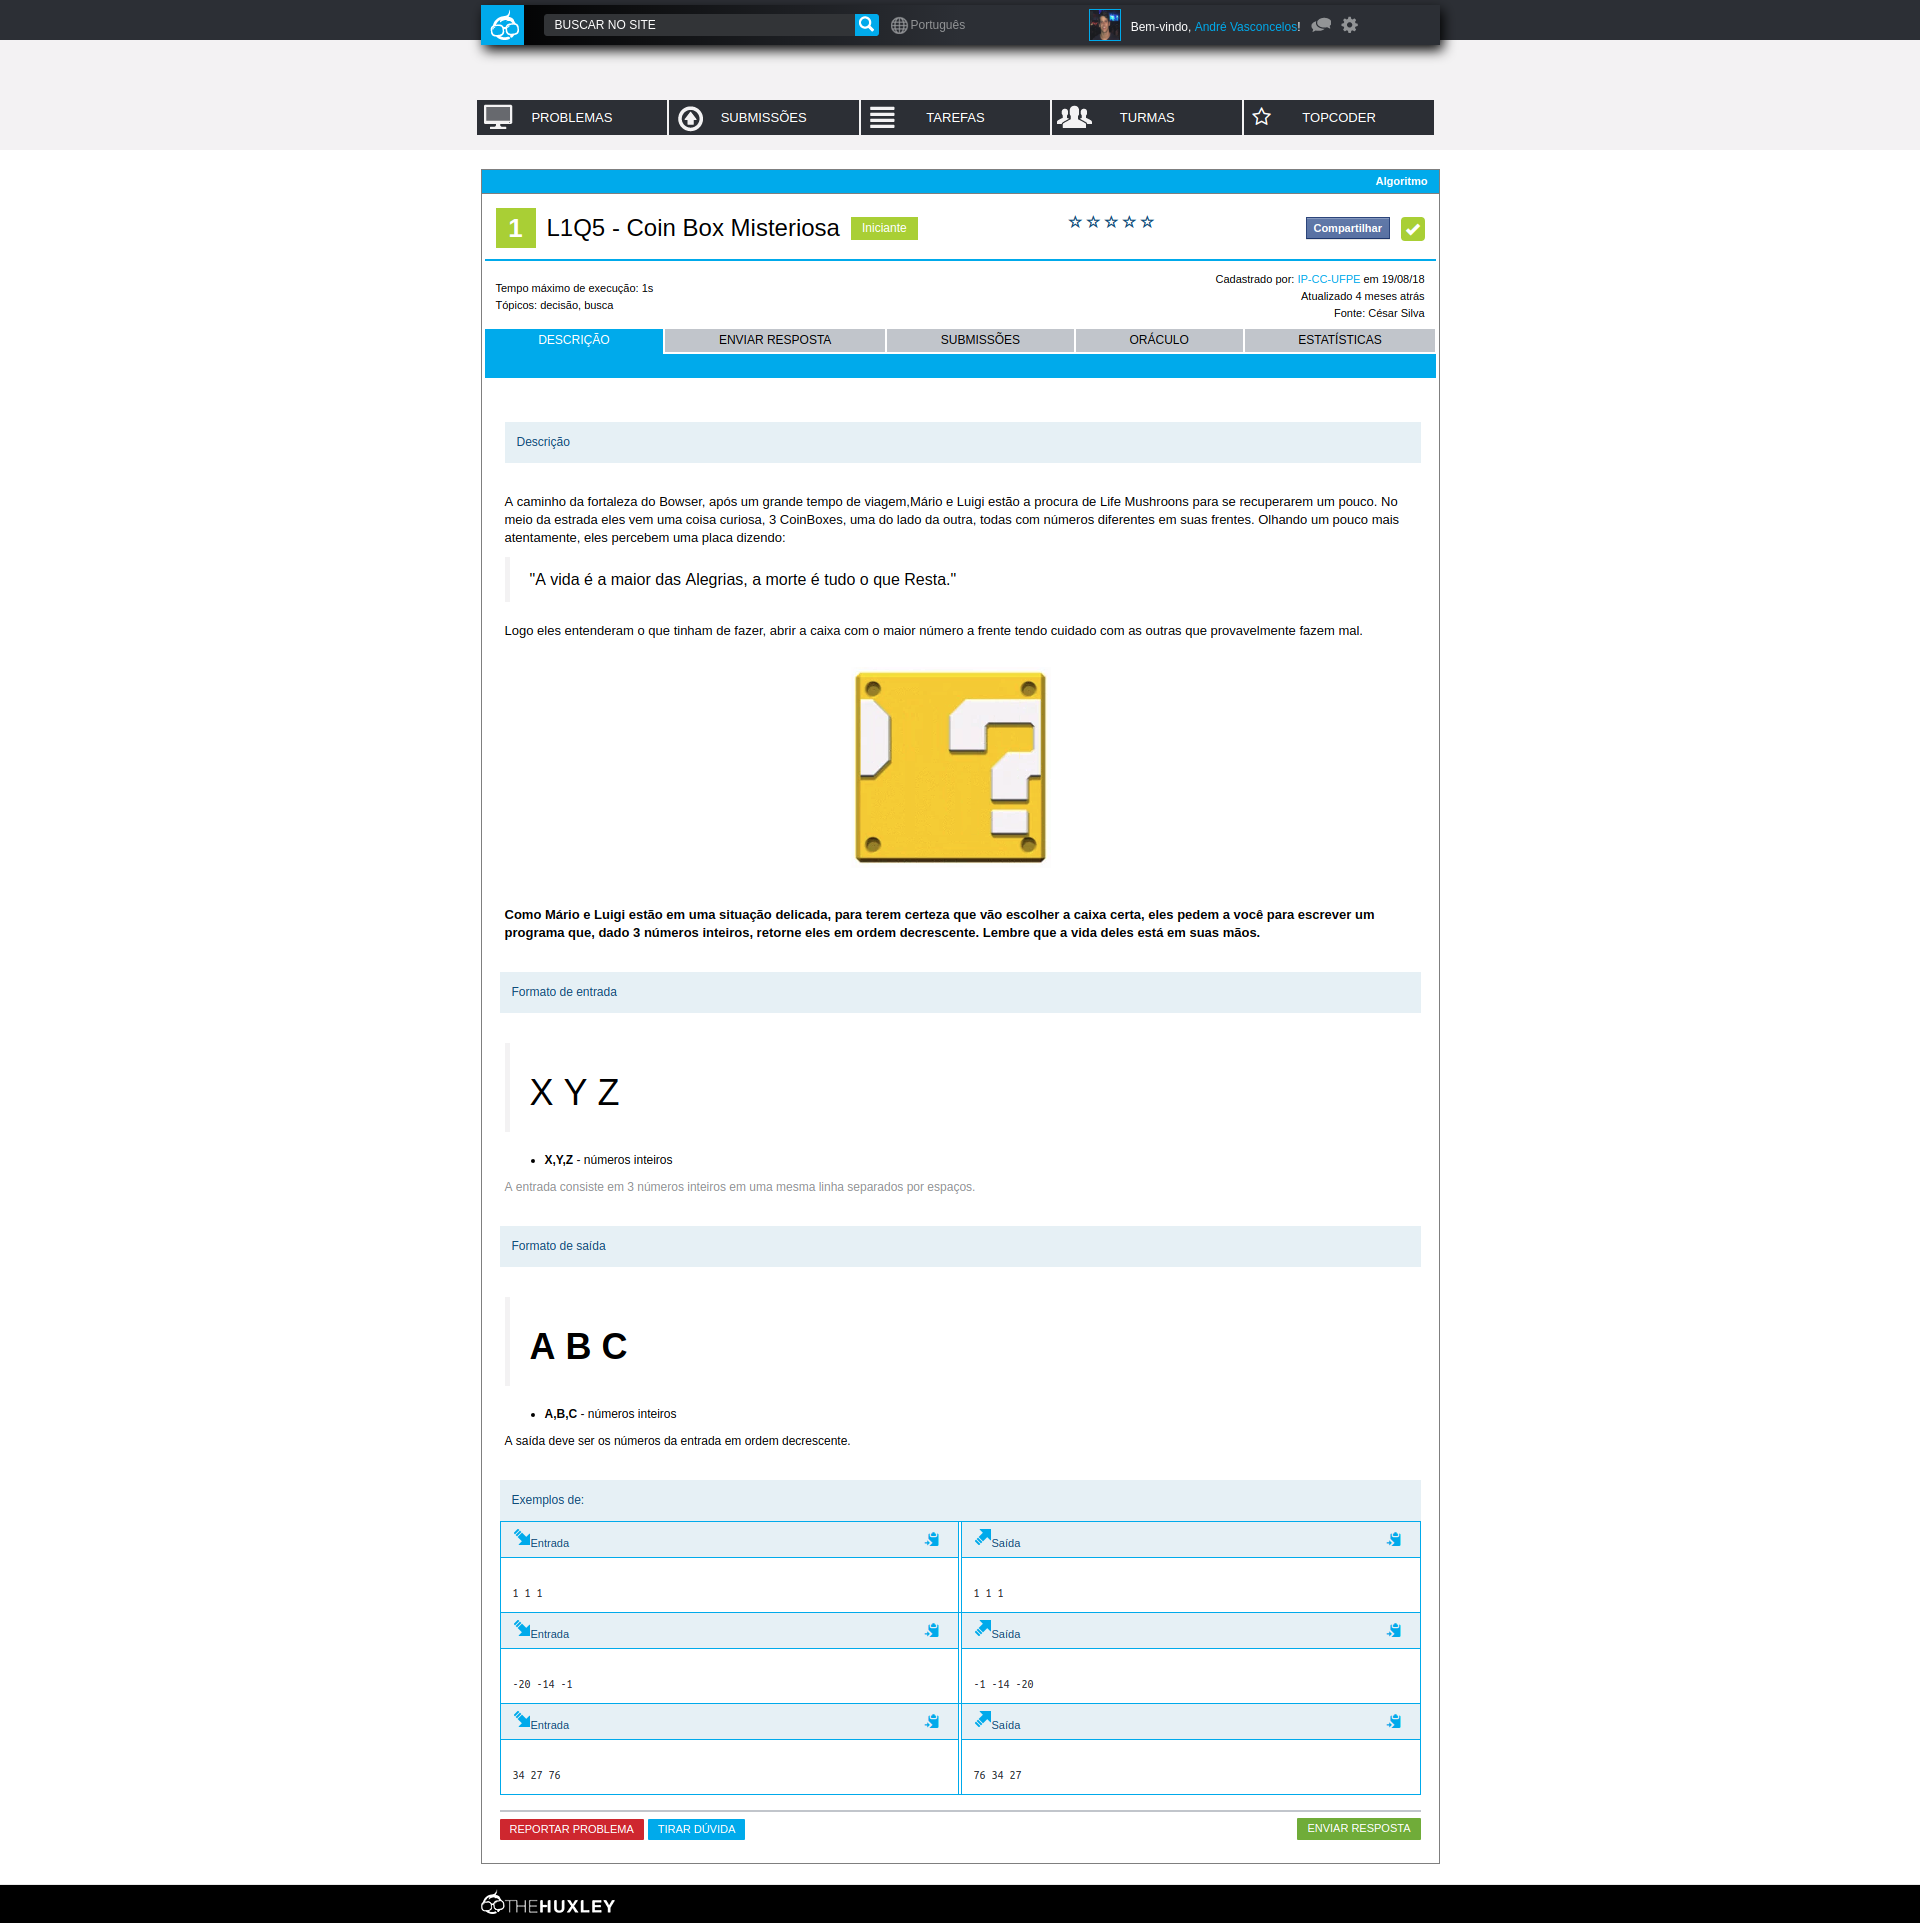 BUSCAR NO SITE
Português
Bem-vindo, André Vasconcelos!
PROBLEMAS
SUBMISSÕES
TAREFAS
TURMAS
TOPCODER
Algoritmo
1
L1Q5 - Coin Box Misteriosa
Iniciante
Compartilhar
Tempo máximo de execução: 1s
Tópicos: decisão, busca
Cadastrado por: IP-CC-UFPE em 19/08/18
Atualizado 4 meses atrás
Fonte: César Silva
DESCRIÇÃO
ENVIAR RESPOSTA
SUBMISSÕES
ORÁCULO
ESTATÍSTICAS
Descrição
A caminho da fortaleza do Bowser, após um grande tempo de viagem,Mário e Luigi estão a procura de Life Mushroons para se recuperarem um pouco. No
meio da estrada eles vem uma coisa curiosa, 3 CoinBoxes, uma do lado da outra, todas com números diferentes em suas frentes. Olhando um pouco mais
atentamente, eles percebem uma placa dizendo:
"A vida é a maior das Alegrias, a morte é tudo o que Resta."
Logo eles entenderam o que tinham de fazer, abrir a caixa com o maior número a frente tendo cuidado com as outras que provavelmente fazem mal.
?
Como Mário e Luigi estão em uma situação delicada, para terem certeza que vão escolher a caixa certa, eles pedem a você para escrever um
programa que, dado 3 números inteiros, retorne eles em ordem decrescente. Lembre que a vida deles está em suas mãos.
Formato de entrada
X Y Z
• X,Y,Z - números inteiros
A entrada consiste em 3 números inteiros em uma mesma linha separados por espaços.
Formato de saída
A B C
• A,B,C - números inteiros
A saída deve ser os números da entrada em ordem decrescente.
Exemplos de:
Entrada
Saída
1 1 1
1 1 1
Entrada
Saída
-20 -14 -1
-1 -14 -20
Entrada
Saída
34 27 76
76 34 27
REPORTAR PROBLEMA
TIRAR DÚVIDA
ENVIAR RESPOSTA
THEHUXLEY